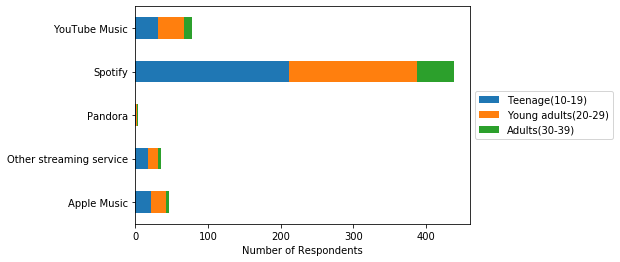 YouTube Music
Spotify
Pandora
Other streaming service
Apple Music
0 100 200 300 400
Number of Respondents
Teenage(10-19)
Young adults(20-29)
Adults(30-39)